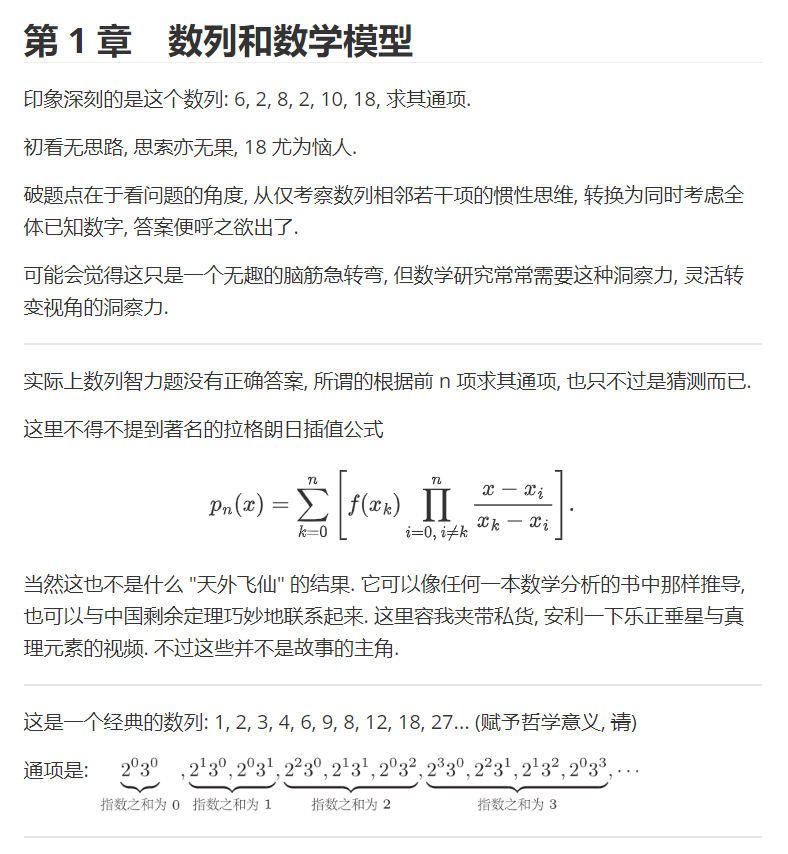 第 1 章　数列和数学模型
印象深刻的是这个数列: 6, 2, 8, 2, 10, 18, 求其通项.
初看无思路, 思索亦无果, 18 尤为恼人.
破题点在于看问题的角度, 从仅考察数列相邻若干项的惯性思维, 转换为同时考虑全
体已知数字, 答案便呼之欲出了.
可能会觉得这只是一个无趣的脑筋急转弯, 但数学研究常常需要这种洞察力, 灵活转
变视角的洞察力.
实际上数列智力题没有正确答案, 所谓的根据前 n 项求其通项, 也只不过是猜测而已.
这里不得不提到著名的拉格朗日插值公式
$p_n(x) = \sum_{k=0}^{n} \left[ f(x_k) \prod_{i=0,\, i \neq k}^{n} \frac{x - x_i}{x_k - x_i} \right].$
当然这也不是什么 "天外飞仙" 的结果. 它可以像任何一本数学分析的书中那样推导,
也可以与中国剩余定理巧妙地联系起来. 这里容我夹带私货, 安利一下乐正垂星与真
理元素的视频. 不过这些并不是故事的主角.
这是一个经典的数列: 1, 2, 3, 4, 6, 9, 8, 12, 18, 27... (赋予哲学意义, 请)
通项是: $2^0 3^0, 2^1 3^0, 2^0 3^1, 2^2 3^0, 2^1 3^1, 2^0 3^2, 2^3 3^0, 2^2 3^1, 2^1 3^2, 2^0 3^3, \cdots$
指数之和为 0 指数之和为 1 指数之和为 2 指数之和为 3